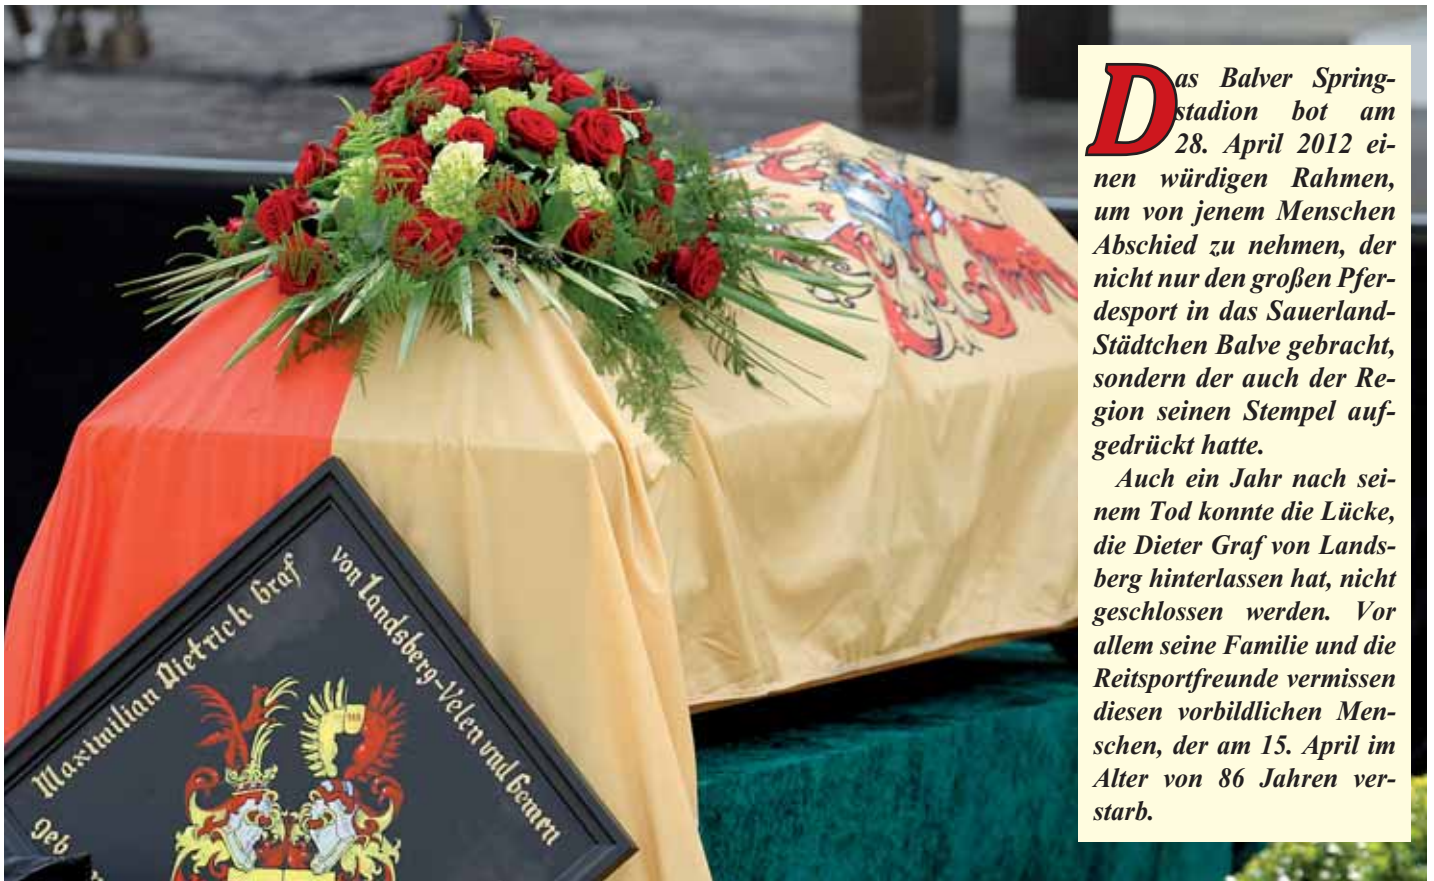 Das Balver Spring-
stadion bot am
28. April 2012 ei-
nen würdigen Rahmen,
um von jenem Menschen
Abschied zu nehmen, der
nicht nur den großen Pfer-
desport in das Sauerland-
Städtchen Balve gebracht,
sondern der auch der Re-
gion seinen Stempel auf-
gedrückt hatte.
Auch ein Jahr nach sei-
nem Tod konnte die Lücke,
die Dieter Graf von Lands-
berg hinterlassen hat, nicht
geschlossen werden. Vor
allem seine Familie und die
Reitsportfreunde vermissen
diesen vorbildlichen Men-
schen, der am 15. April im
Alter von 86 Jahren ver-
starb.
Maximilian Dietrich Graf
von Landsberg-Velen und Gemen
geb